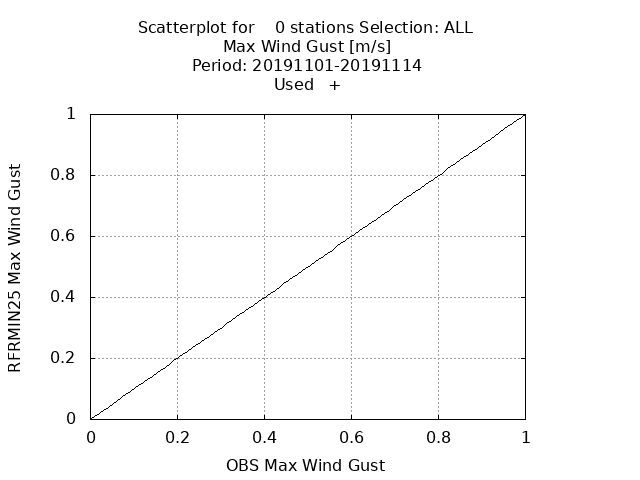 Scatterplot for    0 stations Selection: ALL
Max Wind Gust [m/s]
Period: 20191101-20191114
Used   +
RFRMIN25 Max Wind Gust
1
0.8
0.6
0.4
0.2
0
0 0.2 0.4 0.6 0.8 1
OBS Max Wind Gust